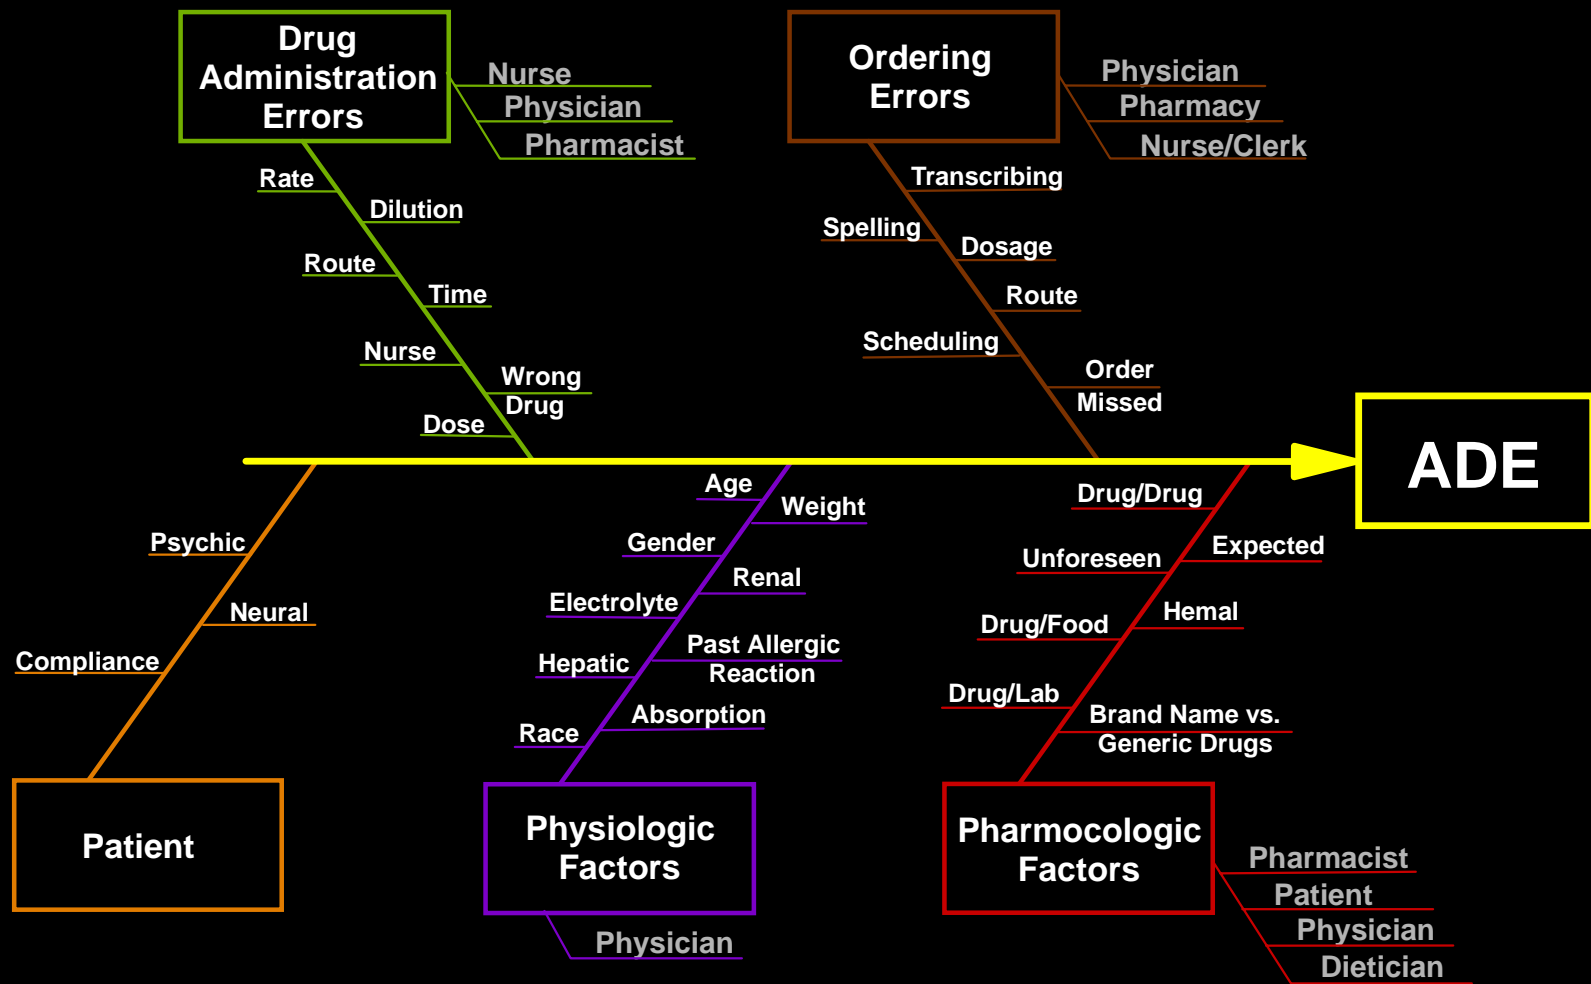 Drug
Administration
Errors
Nurse
Physician
Pharmacist
Rate
Dilution
Route
Time
Nurse
Wrong
Drug
Dose
Ordering
Errors
Physician
Pharmacy
Nurse/Clerk
Transcribing
Spelling
Dosage
Route
Scheduling
Order
Missed
ADE
Psychic
Neural
Compliance
Patient
Age
Weight
Gender
Renal
Electrolyte
Past Allergic
Reaction
Hepatic
Absorption
Race
Physiologic
Factors
Physician
Drug/Drug
Expected
Unforeseen
Hemal
Drug/Food
Drug/Lab
Brand Name vs.
Generic Drugs
Pharmocologic
Factors
Pharmacist
Patient
Physician
Dietician